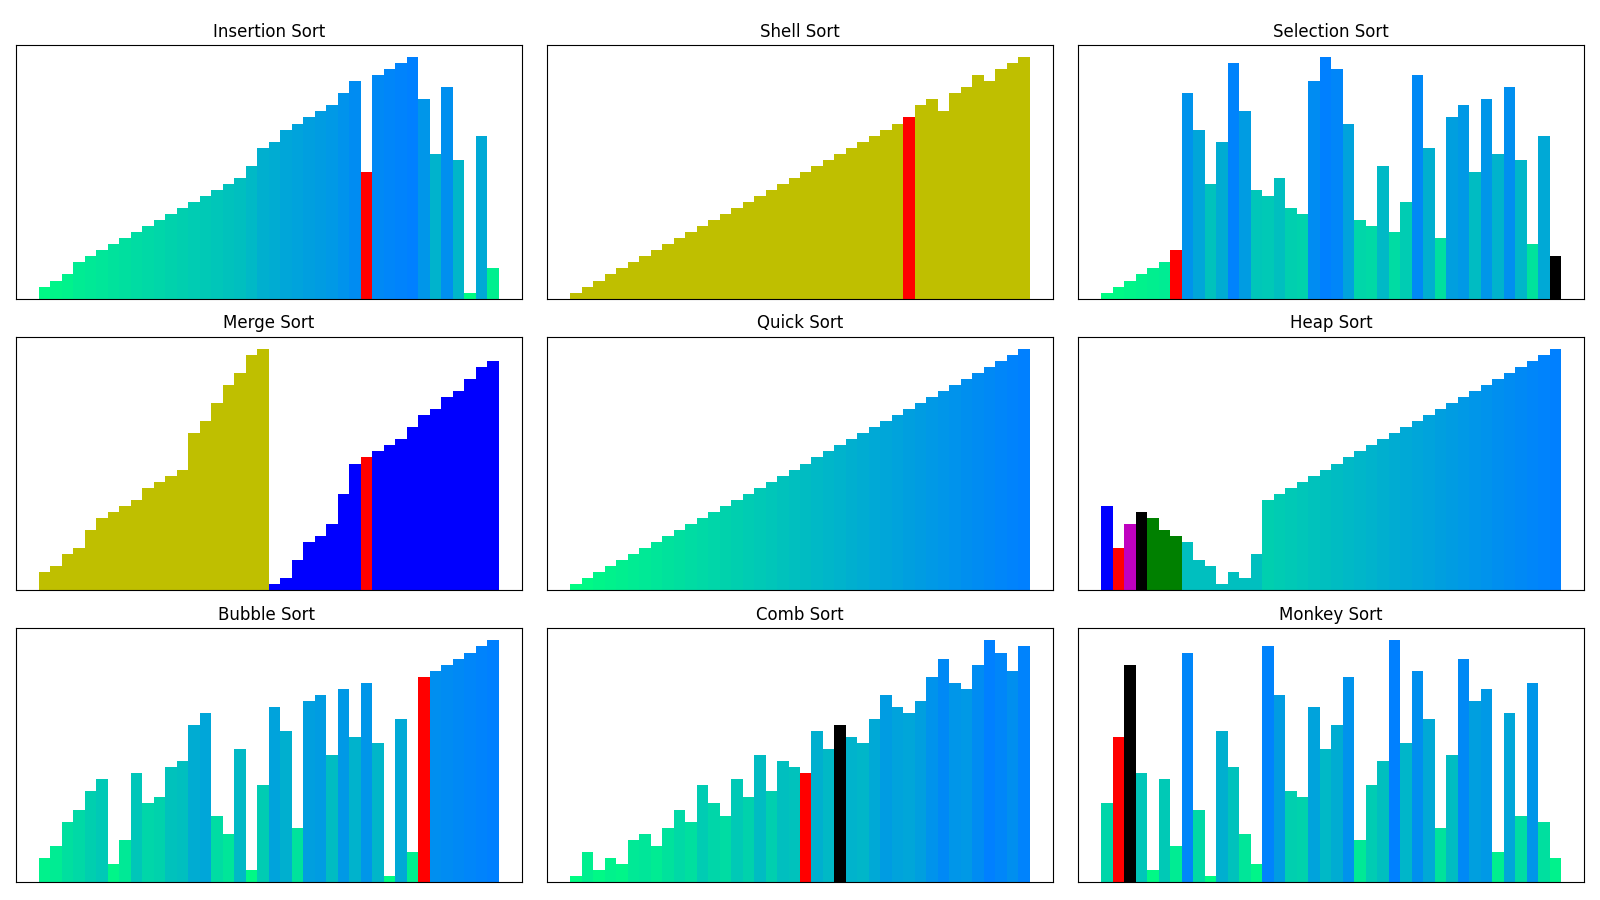 Insertion Sort
Shell Sort
Selection Sort
Merge Sort
Quick Sort
Heap Sort
Bubble Sort
Comb Sort
Monkey Sort